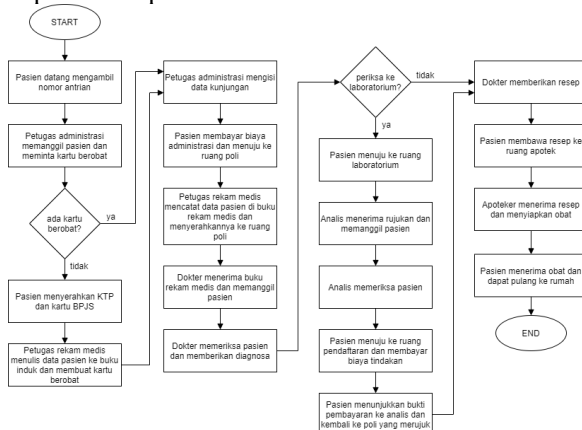 START
Pasien datang mengambil
nomor antrian
Petugas administrasi
memanggil pasien dan
meminta kartu berobat
ada kartu
berobat?
ya
tidak
Pasien menyerahkan KTP
dan kartu BPJS
Petugas rekam medis
menulis data pasien ke buku
induk dan membuat kartu
berobat
Petugas administrasi mengisi
data kunjungan
Pasien membayar biaya
administrasi dan menuju ke
ruang poli
Petugas rekam medis
mencatat data pasien di buku
rekam medis dan
menyerahkannya ke ruang
poli
Dokter menerima buku
rekam medis dan memanggil
pasien
Dokter memeriksa pasien
dan memberikan diagnosa
periksa ke
laboratorium?
tidak
ya
Pasien menuju ke ruang
laboratorium
Analis menerima rujukan dan
memanggil pasien
Analis memeriksa pasien
Pasien menuju ke ruang
pendaftaran dan membayar
biaya tindakan
Pasien menunjukkan bukti
pembayaran ke analis dan
kembali ke poli yang merujuk
Dokter memberikan resep
Pasien membawa resep ke
ruang apotek
Apoteker menerima resep
dan menyiapkan obat
Pasien menerima obat dan
dapat pulang ke rumah
END